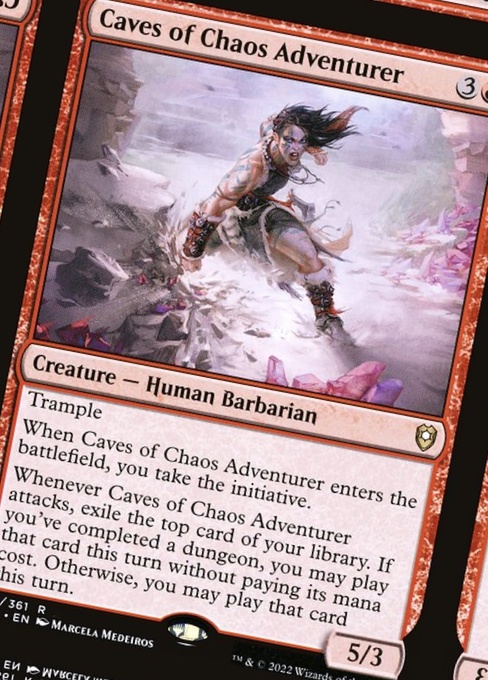 Caves of Chaos Adventurer 3
Creature — Human Barbarian
Trample
When Caves of Chaos Adventurer enters the
battlefield, you take the initiative.
Whenever Caves of Chaos Adventurer
attacks, exile the top card of your library. If
you've completed a dungeon, you may play
that card this turn without paying its mana
cost. Otherwise, you may play that card
this turn.
/361 R
• EN MARCELA MEDEIROS
5/3
™ & © 2022 Wizards of
EN MARCELA MEDEIROS